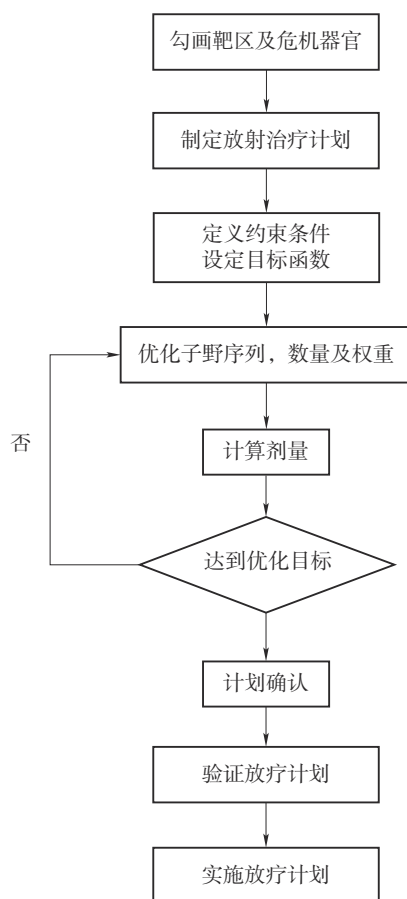 勾画靶区及危机器官
制定放射治疗计划
定义约束条件
设定目标函数
优化子野序列，数量及权重
否
计算剂量
达到优化目标
计划确认
验证放疗计划
实施放疗计划